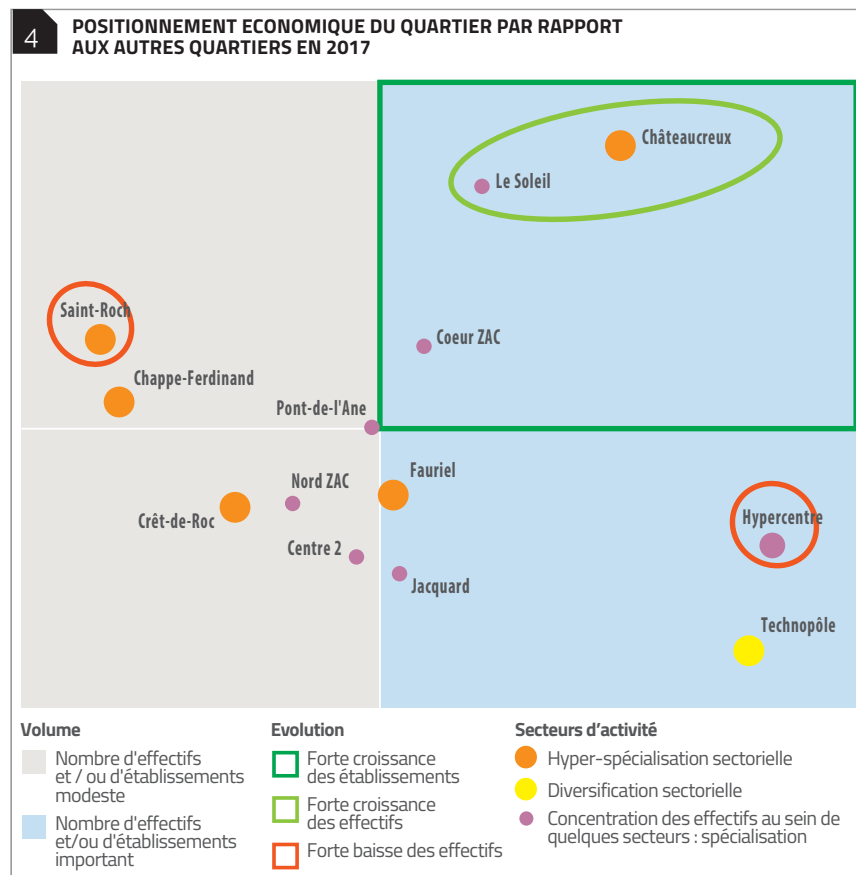 4
POSITIONNEMENT ECONOMIQUE DU QUARTIER PAR RAPPORT
AUX AUTRES QUARTIERS EN 2017
Châteaucreux
Le Soleil
Saint-Roch
Coeur ZAC
Chappe-Ferdinand
Pont-de-l'Ane
Fauriel
Nord ZAC
Crêt-de-Roc
Hypercentre
Centre 2
Jacquard
Technopôle
Volume
Nombre d'effectifs
et / ou d'établissements
modeste
Nombre d'effectifs
et/ou d'établissements
important
Evolution
Forte croissance
des établissements
Forte croissance
des effectifs
Forte baisse des effectifs
Secteurs d’activité
Hyper-spécialisation sectorielle
Diversification sectorielle
Concentration des effectifs au sein de
quelques secteurs : spécialisation